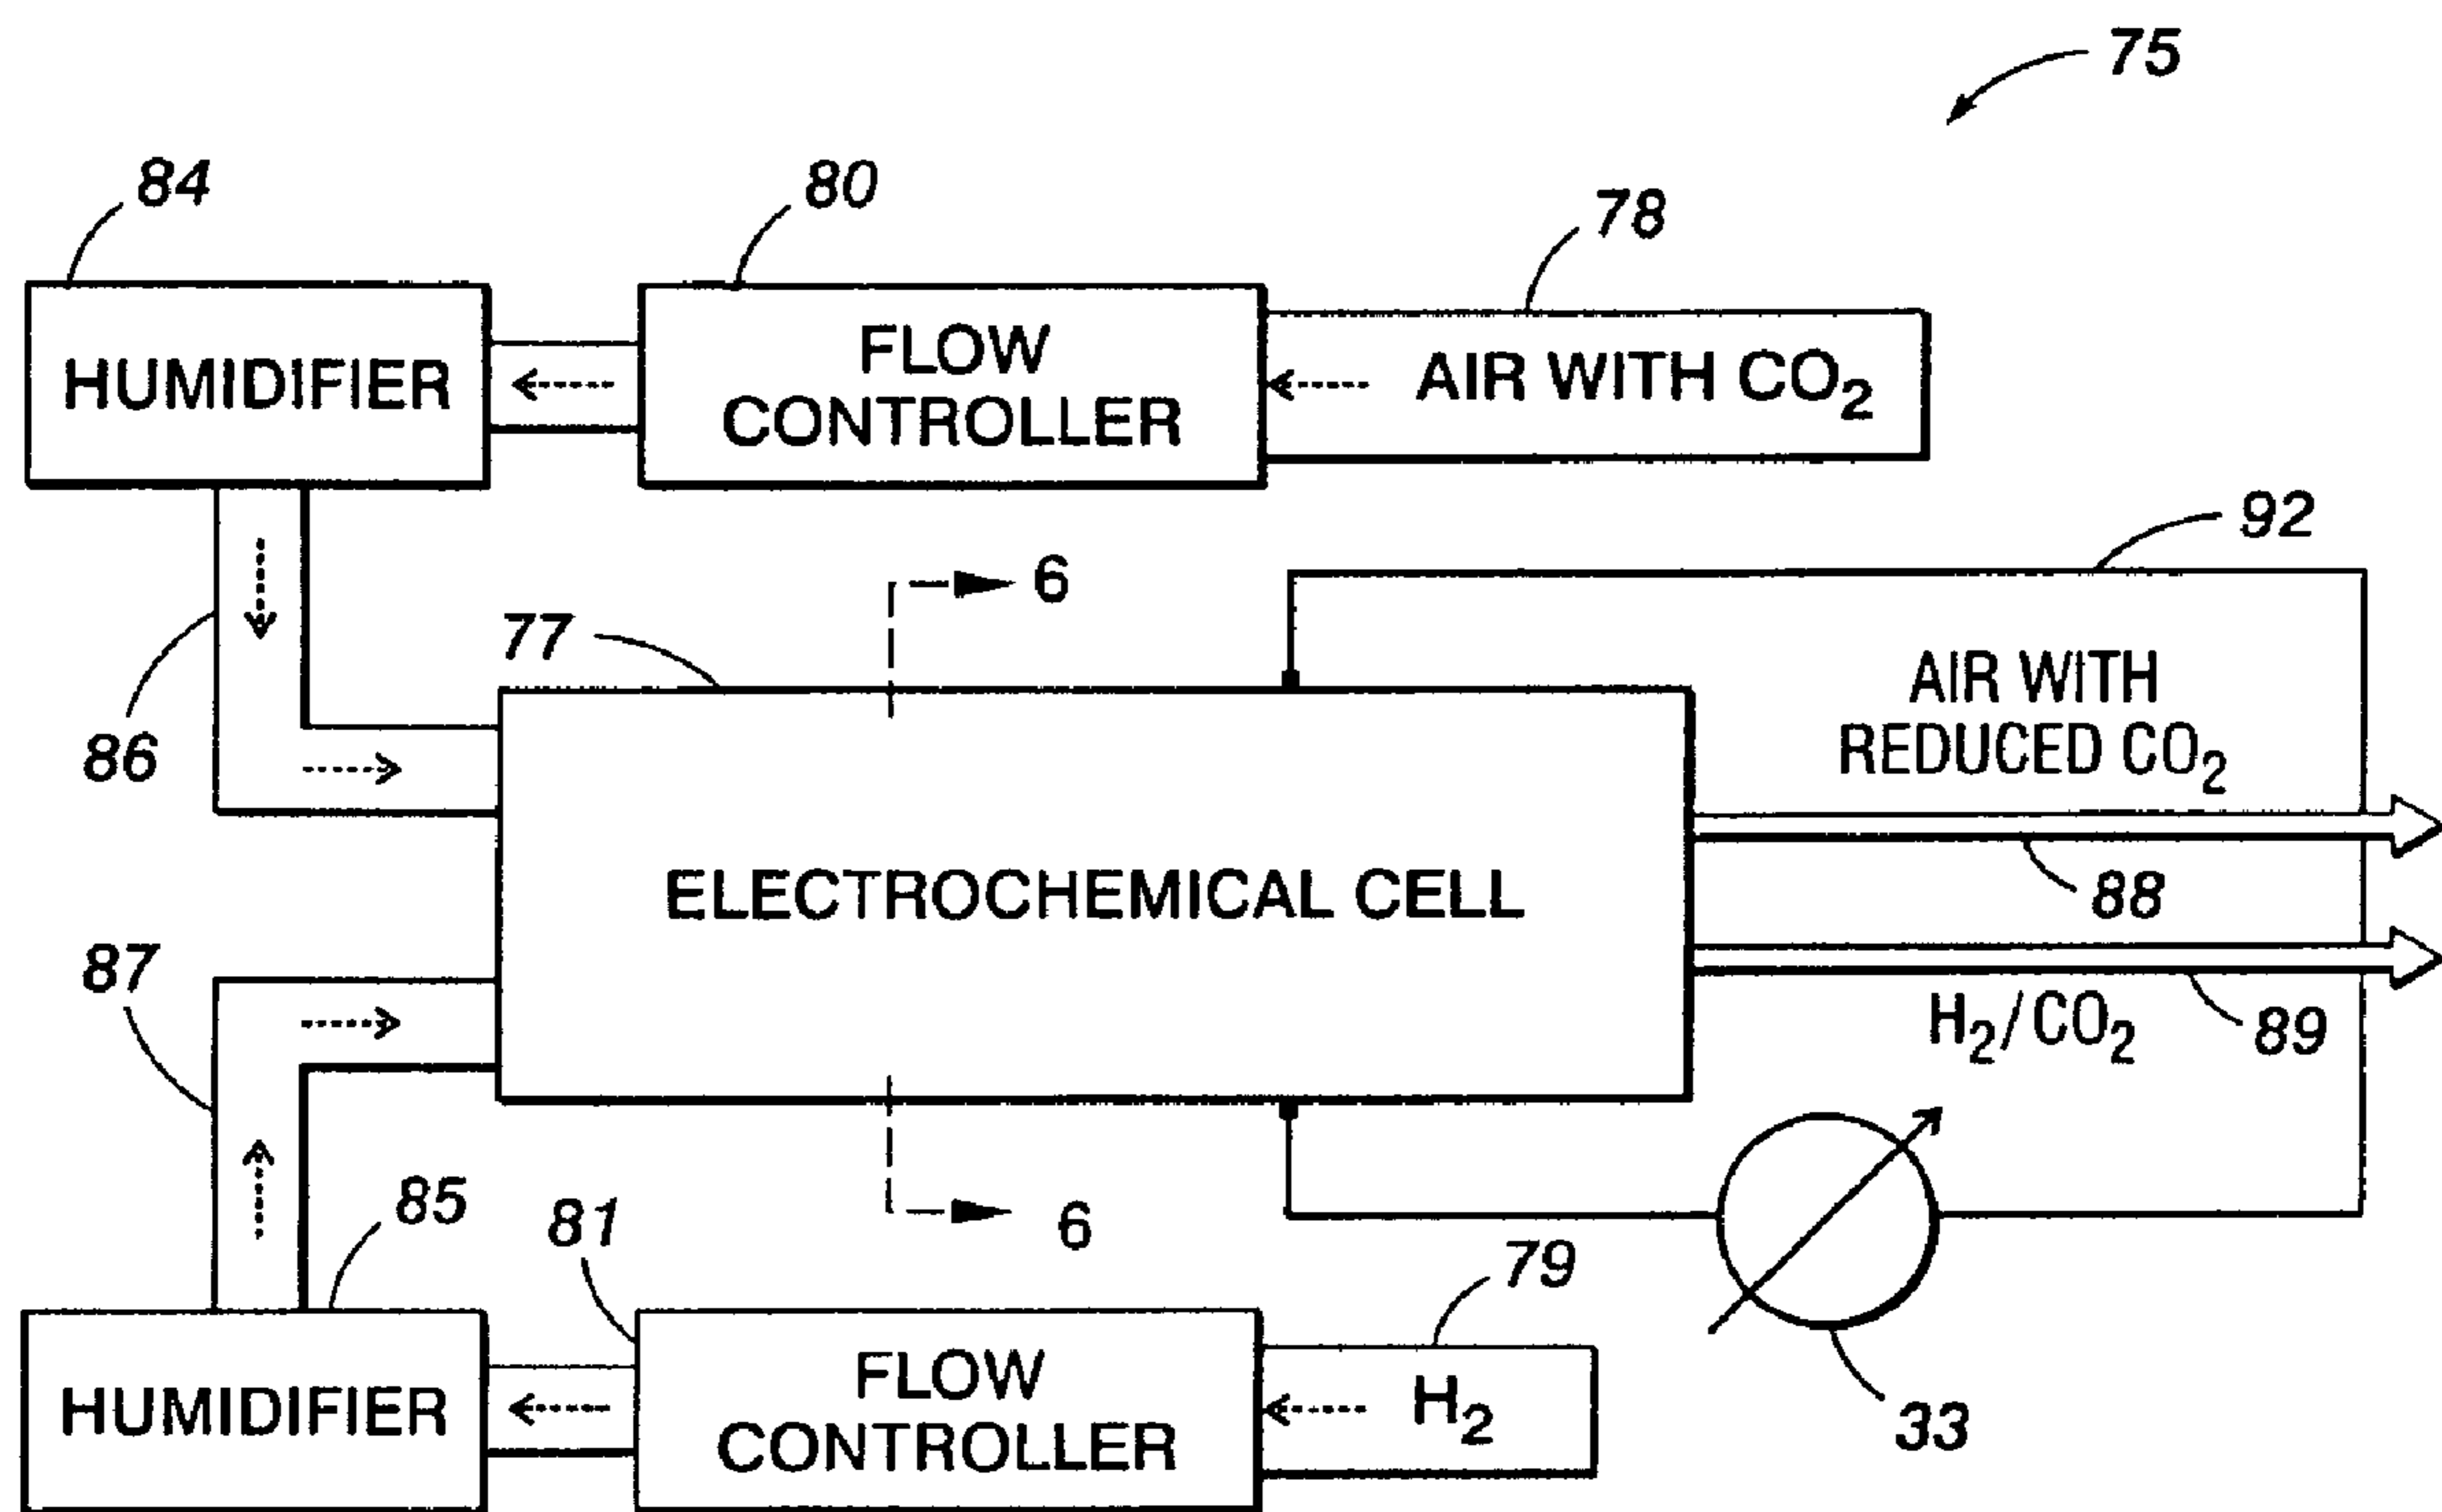 75
84
80
78
HUMIDIFIER
FLOW
CONTROLLER
AIR WITH CO₂
92
6
77
86
AIR WITH
REDUCED CO₂
ELECTROCHEMICAL CELL
88
87
H₂/CO₂
89
85
81
6
79
HUMIDIFIER
FLOW
CONTROLLER
H₂
33